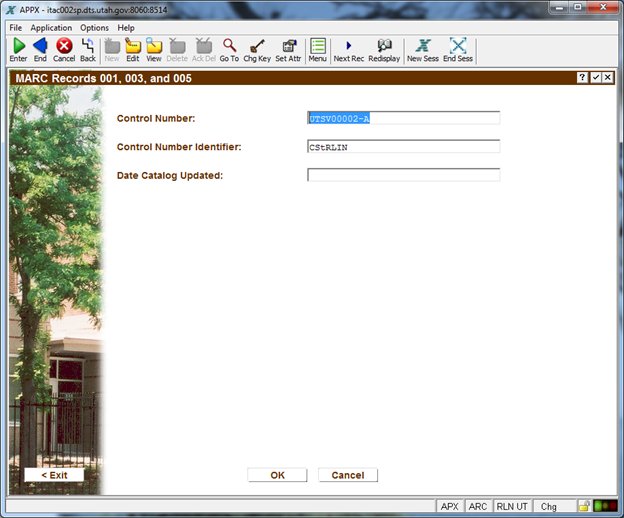 APPX - itac002sp.dts.utah.gov:8060:8514
File Application Options Help
Enter End Cancel Back New Edit View Delete Ack Del Go To Chg Key Set Attr Menu Next Rec Redisplay New Sess End Sess
MARC Records 001, 003, and 005
Control Number: UTSV00002-A
Control Number Identifier: CStRLIN
Date Catalog Updated:
< Exit OK Cancel
APX ARC RLN UT Chg